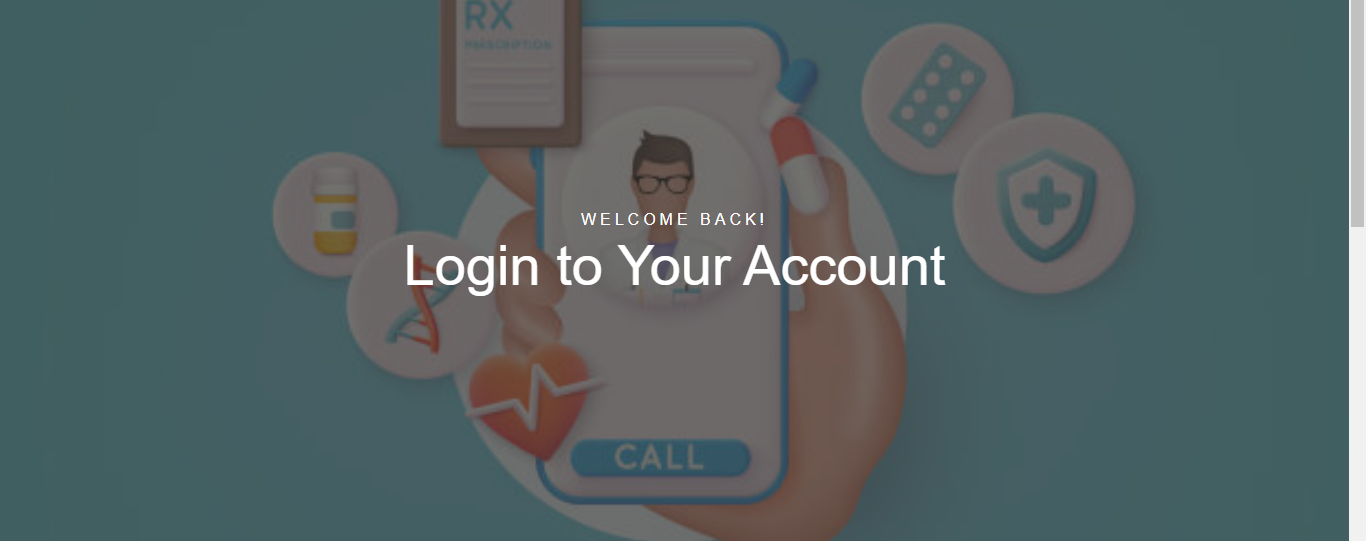 RX
PRESCRIPTION
WELCOME BACK!
Login to Your Account
CALL